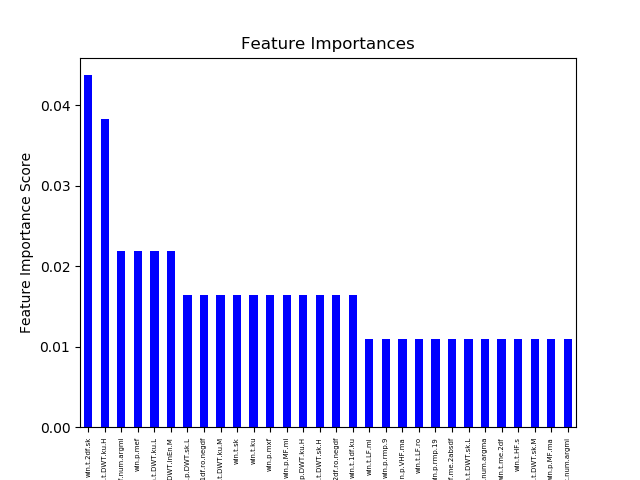 Feature Importances
Feature Importance Score
0.04
0.03
0.02
0.01
0.00
win.t.2df.sk
.t.DWT.ku.H
.num.argmi
win.p.mef
.t.DWT.ku.L
DWT.inEn.M
.p.DWT.sk.L
1df.ro.negdf
.t.DWT.ku.M
win.t.sk
win.t.ku
win.p.mxf
win.p.MF.mi
.p.DWT.ku.H
.t.DWT.sk.H
2df.ro.negdf
win.t.1df.ku
win.t.LF.mi
win.p.rmp.9
n.p.VHF.ma
win.t.LF.ro
win.p.rmp.19
f.me.2absdf
.t.DWT.sk.L
.num.argma
win.t.me.2df
win.t.HF.s
.t.DWT.sk.M
win.p.MF.ma
.num.argmi